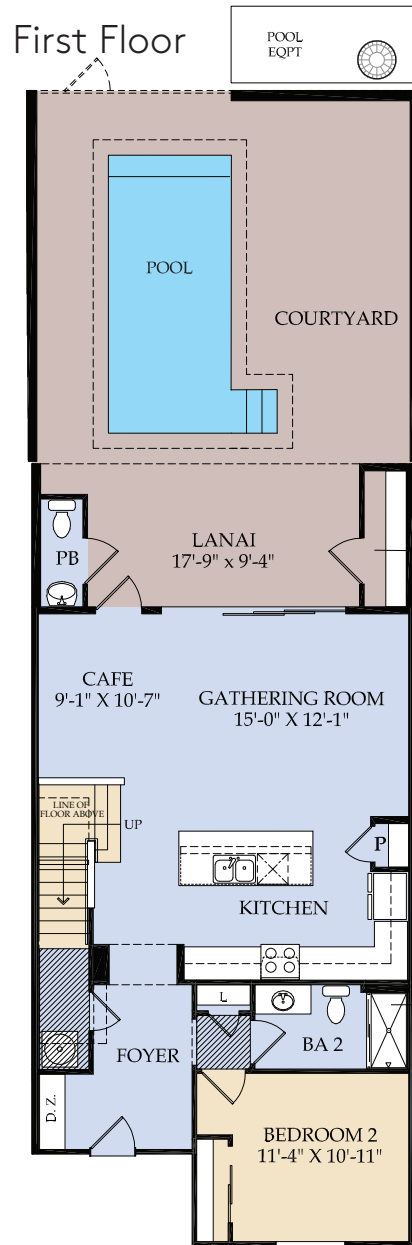 First Floor
POOL
EQPT
POOL
COURTYARD
LANAI
17'-9" x 9'-4"
PB
CAFE
9'-1" X 10'-7"
GATHERING ROOM
15'-0" X 12'-1"
LINE OF
FLOOR ABOVE
UP
P
KITCHEN
L
BA 2
FOYER
D. Z.
BEDROOM 2
11'-4" X 10'-11"